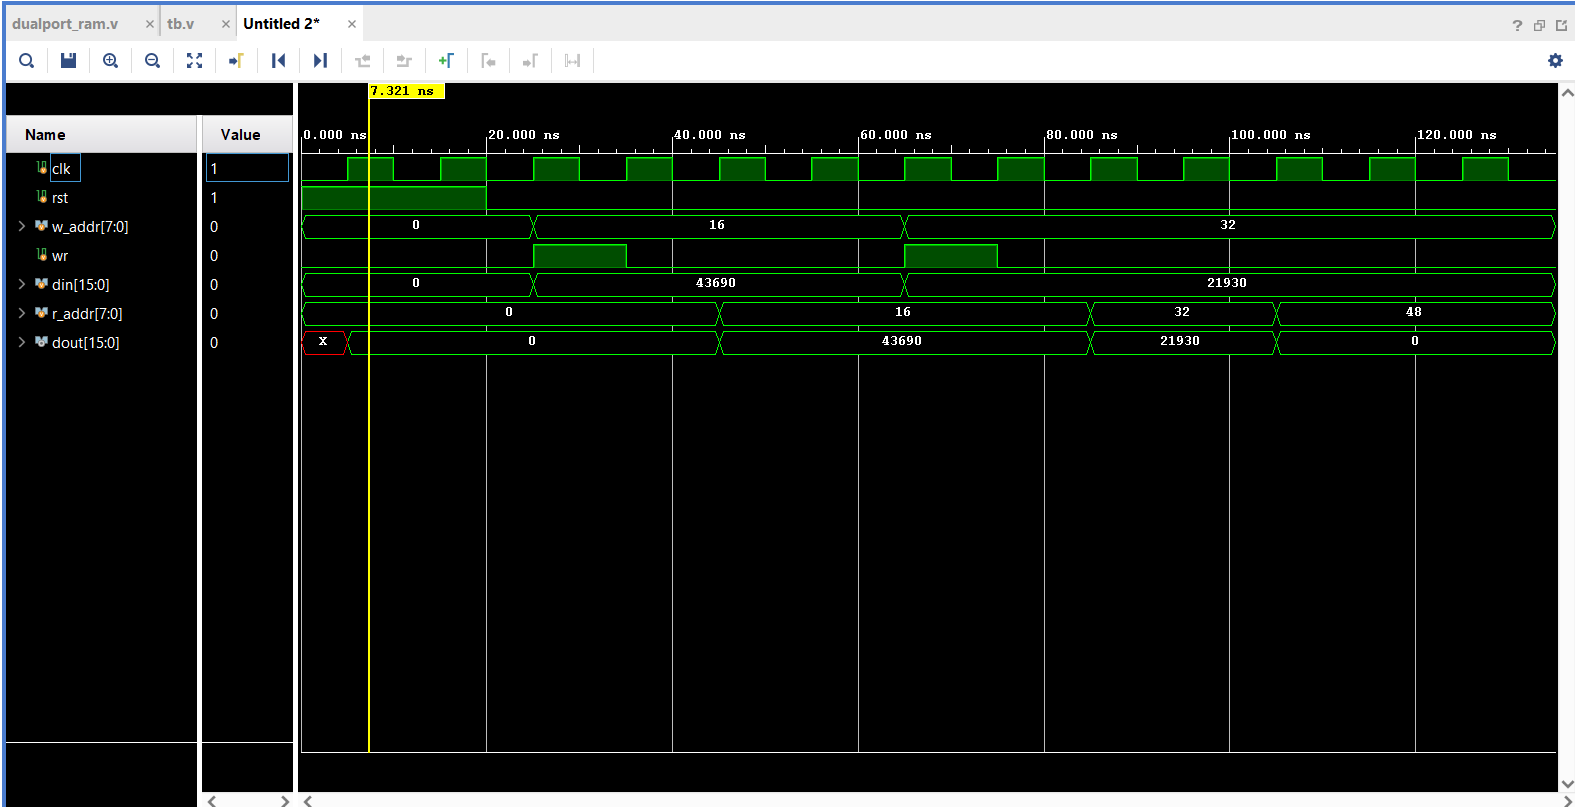 dualport_ram.v × tb.v × Untitled 2* × ?
7.321 ns
Name Value
0.000 ns 20.000 ns 40.000 ns 60.000 ns 80.000 ns 100.000 ns 120.000 ns
clk 1
rst 1
w_addr[7:0] 0 0 16 32
wr 0
din[15:0] 0 0 43690 21930
r_addr[7:0] 0 0 16 32 48
dout[15:0] 0 X 0 43690 21930 0